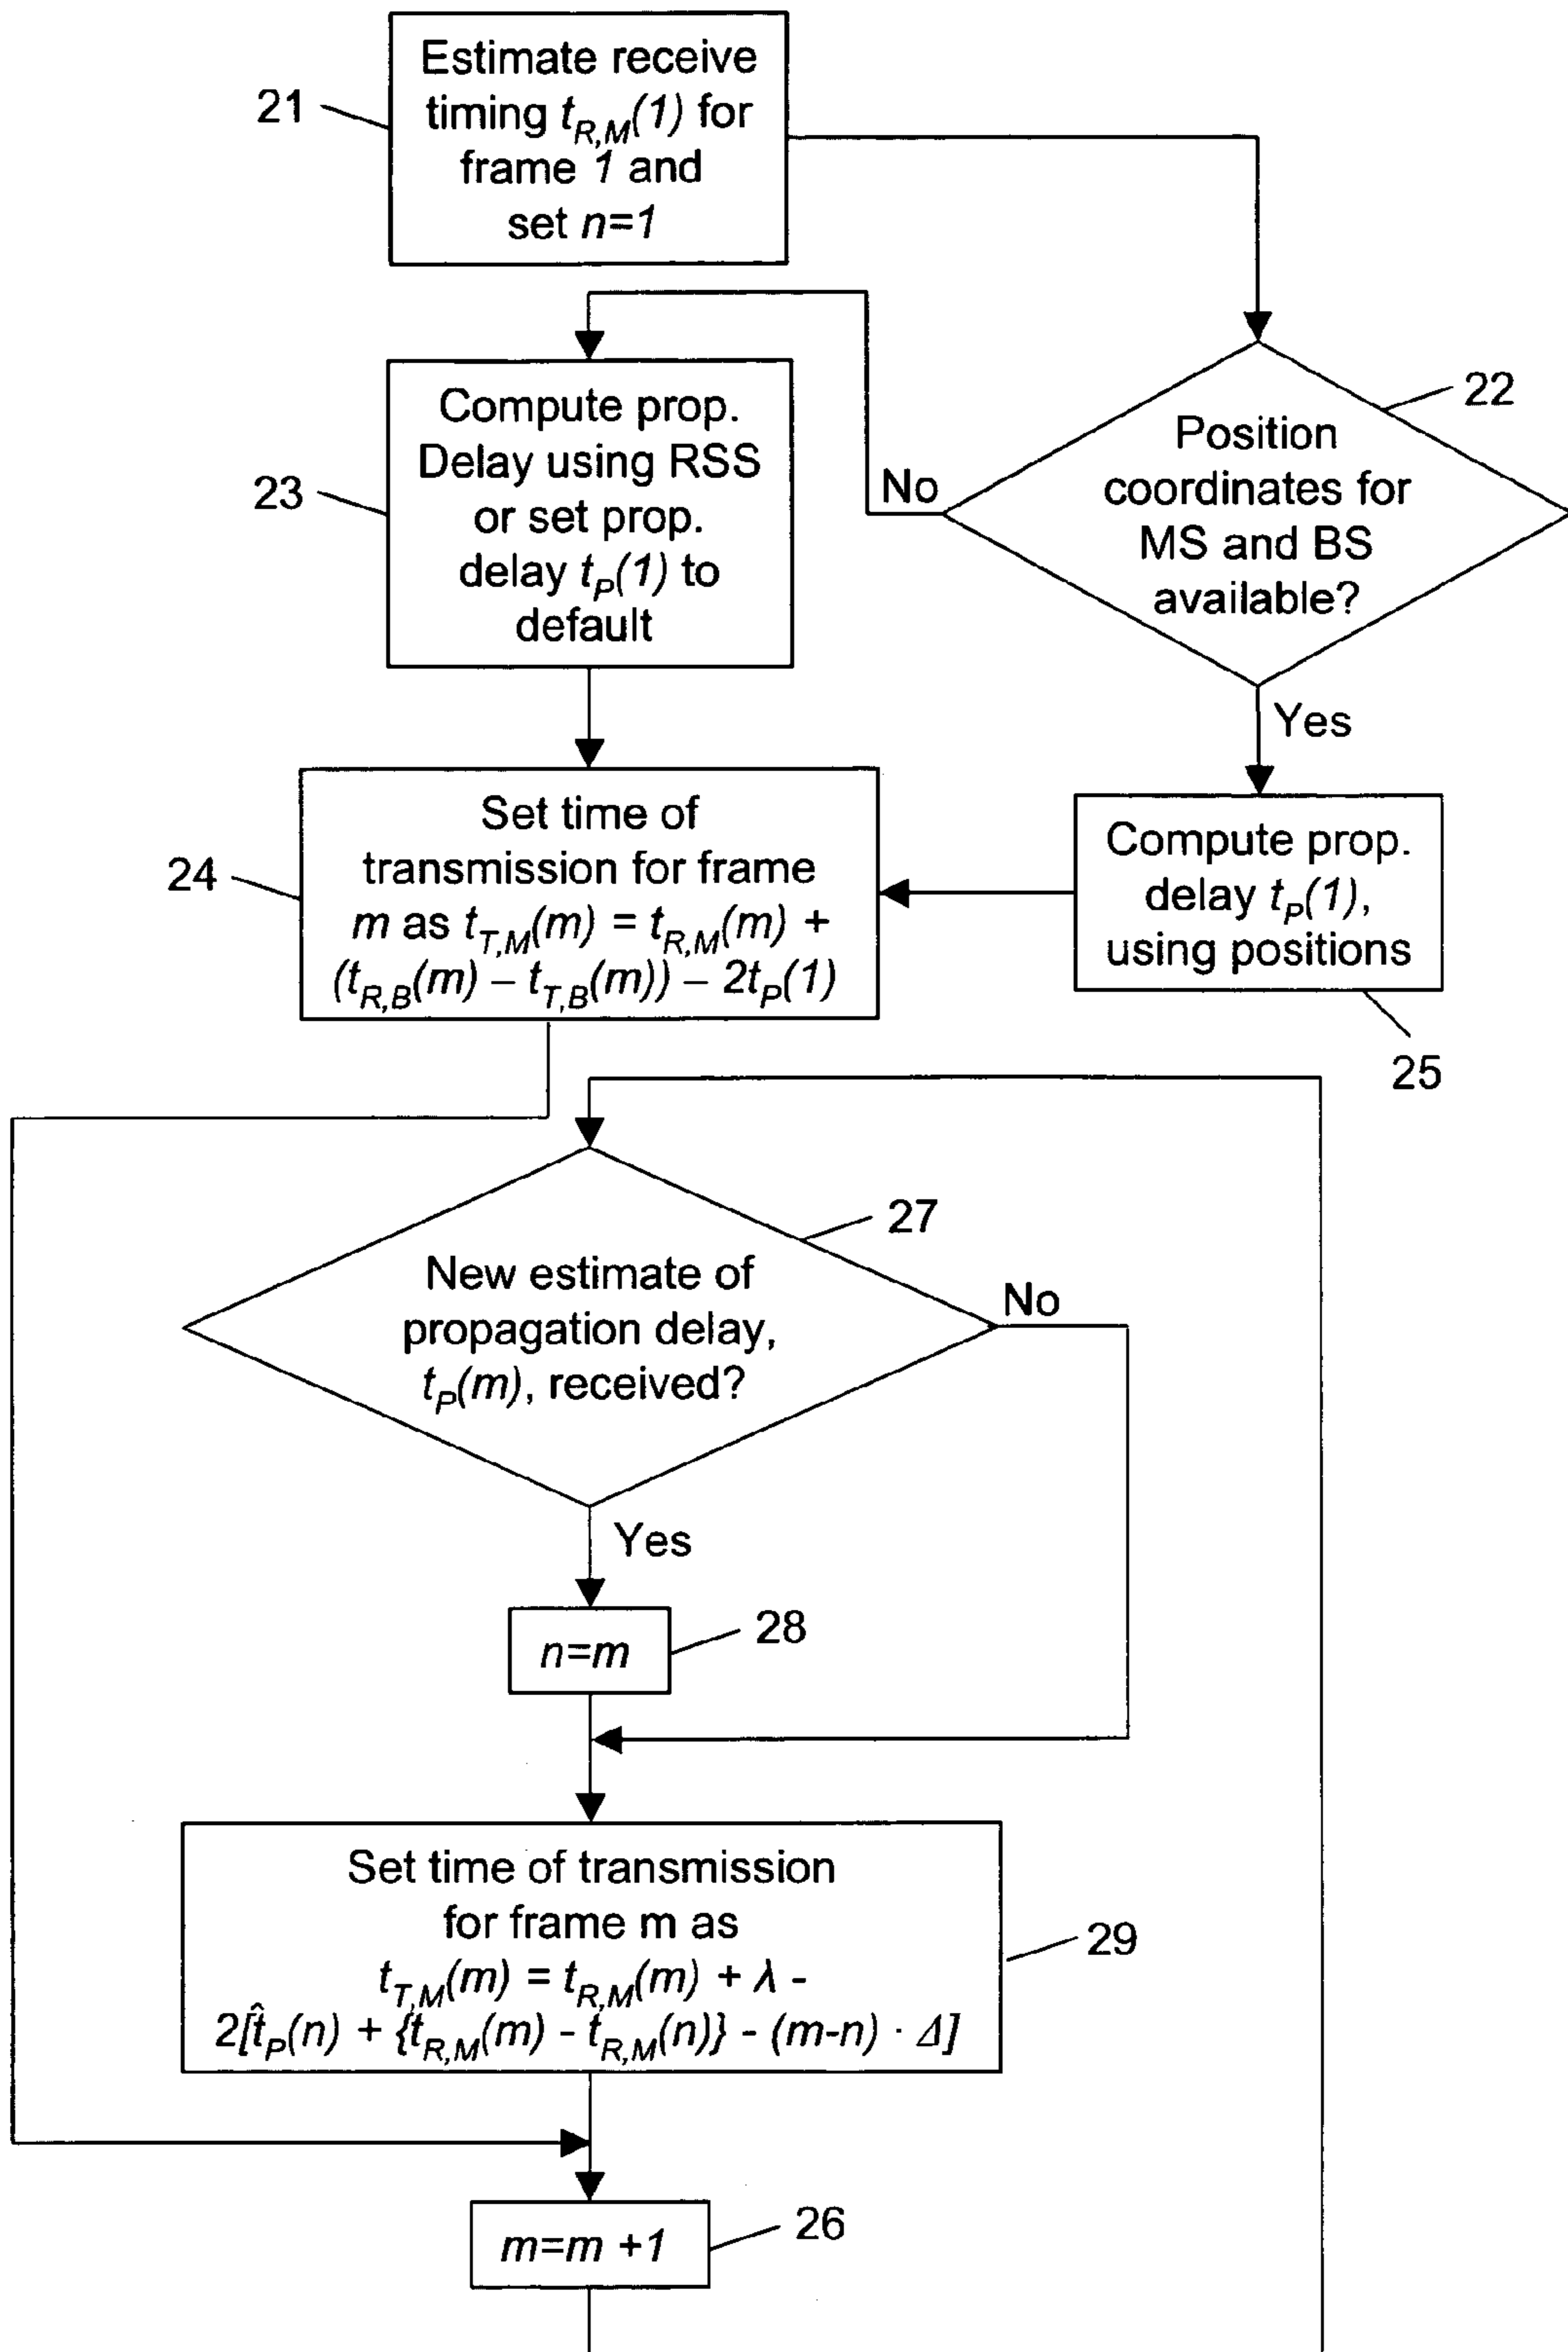 Estimate receive
timing t_{R,M}(1) for
frame 1 and
set n=1
21
Position
coordinates for
MS and BS
available?
22
No
Yes
Compute prop.
Delay using RSS
or set prop.
delay t_P(1) to
default
23
Set time of
transmission for frame
m as t_{T,M}(m) = t_{R,M}(m) +
(t_{R,B}(m) – t_{T,B}(m)) – 2t_P(1)
24
Compute prop.
delay t_P(1),
using positions
25
New estimate of
propagation delay,
t_P(m), received?
27
No
Yes
n=m
28
Set time of transmission
for frame m as
t_{T,M}(m) = t_{R,M}(m) + λ -
2[t̂_P(n) + {t_{R,M}(m) - t_{R,M}(n)} - (m-n) · Δ]
29
m=m +1
26